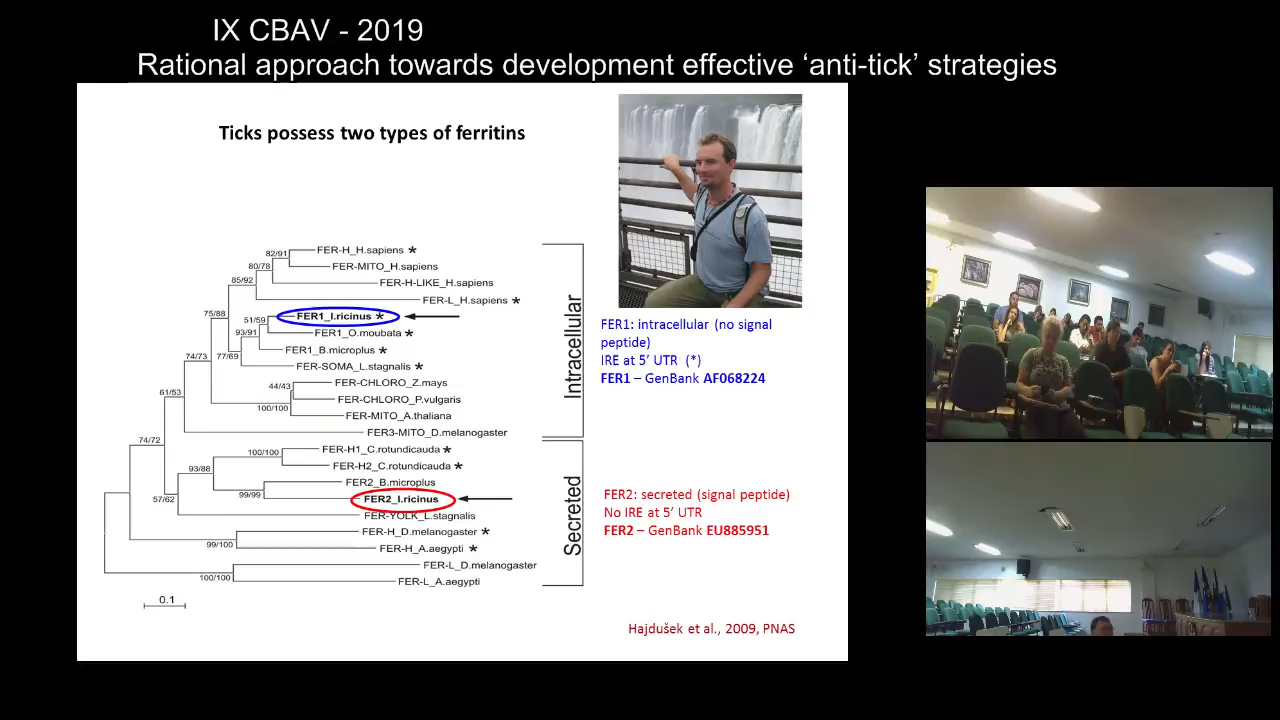 IX CBAV - 2019
Rational approach towards development effective ‘anti-tick’ strategies
Ticks possess two types of ferritins
82/91
FER-H_H.sapiens *
80/78
FER-MITO_H.sapiens
85/92
FER-H-LIKE_H.sapiens
FER-L_H.sapiens *
75/88
51/59
FER1_I.ricinus *
93/91
FER1_O.moubata *
FER1_B.microplus *
74/73
77/69
FER-SOMA_L.stagnalis *
44/43
FER-CHLORO_Z.mays
FER-CHLORO_P.vulgaris
61/53
100/100
FER-MITO_A.thaliana
FER3-MITO_D.melanogaster
74/72
100/100
FER-H1_C.rotundicauda *
93/88
FER-H2_C.rotundicauda *
FER2_B.microplus
57/62
99/99
FER2_I.ricinus
FER-YOLK_L.stagnalis
FER-H_D.melanogaster *
99/100
FER-H_A.aegypti *
FER-L_D.melanogaster
100/100
FER-L_A.aegypti
0.1
Intracellular
Secreted
FER1: intracellular (no signal
peptide)
IRE at 5’ UTR (*)
FER1 – GenBank AF068224
FER2: secreted (signal peptide)
No IRE at 5’ UTR
FER2 – GenBank EU885951
Hajdušek et al., 2009, PNAS